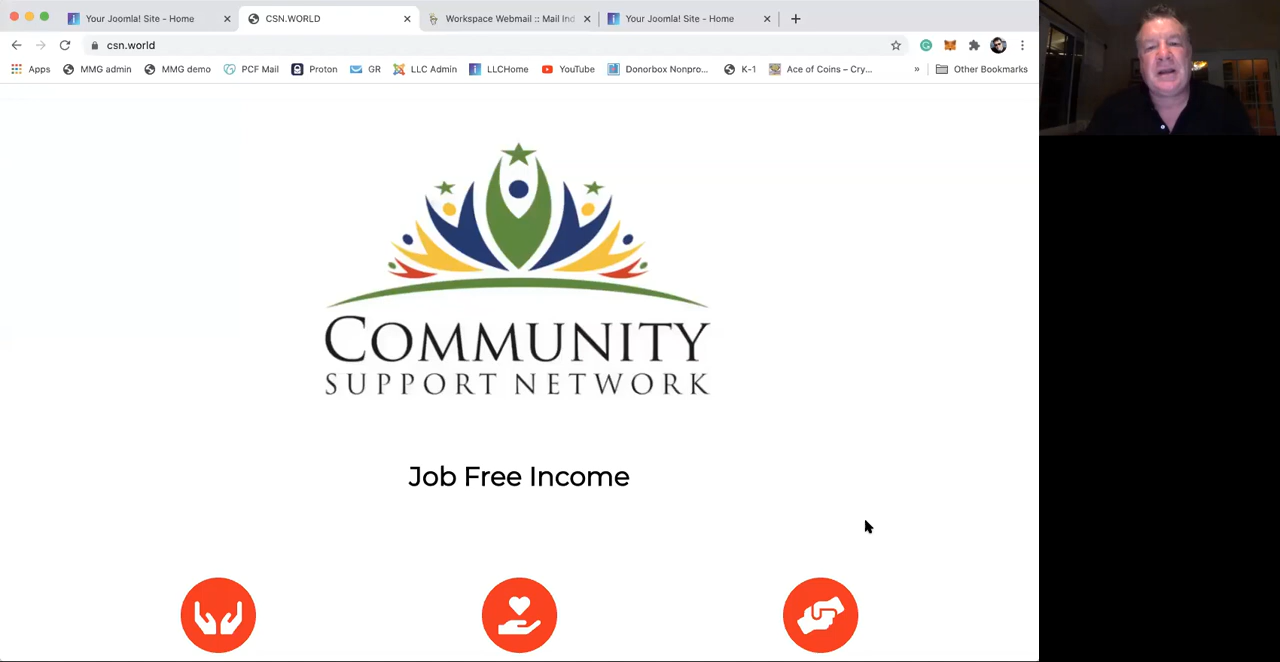 Your Joomla! Site - Home
CSN.WORLD
Workspace Webmail :: Mail Ind
Your Joomla! Site - Home
csn.world
Apps
MMG admin
MMG demo
PCF Mail
Proton
GR
LLC Admin
LLCHome
YouTube
Donorbox Nonpro...
K-1
Ace of Coins – Cry...
»
Other Bookmarks
COMMUNITY
SUPPORT NETWORK
Job Free Income